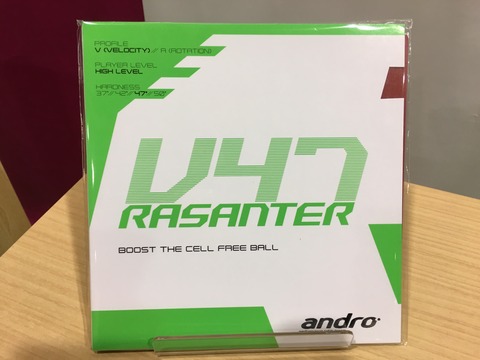 PROFILE
V (VELOCITY) // R (ROTATION)
PLAYER LEVEL
HIGH LEVEL
HARDNESS
37°//42°//47°//50°
V47
RASANTER
BOOST THE CELL FREE BALL
andro